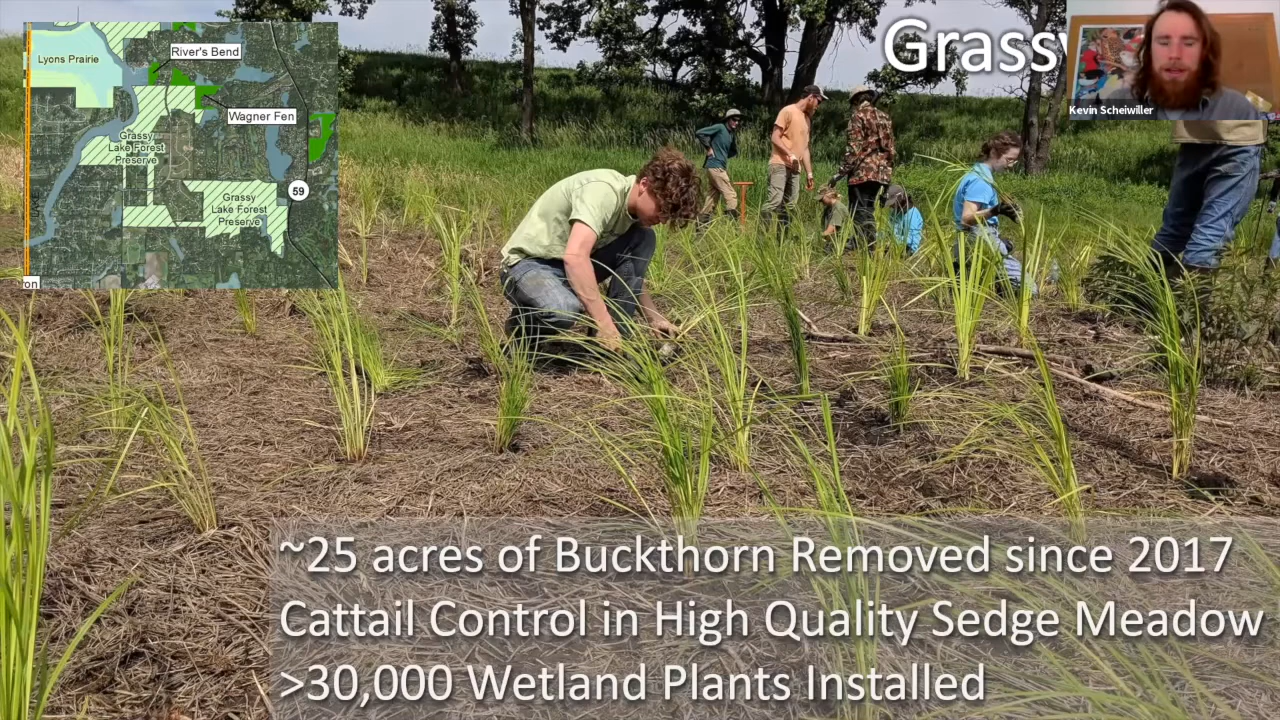 Grassy
Kevin Scheiwiller
River's Bend
Lyons Prairie
Wagner Fen
Grassy
Lake Forest
Preserve
59
Grassy
Lake Forest
Preserve
on
~25 acres of Buckthorn Removed since 2017
Cattail Control in High Quality Sedge Meadow
>30,000 Wetland Plants Installed